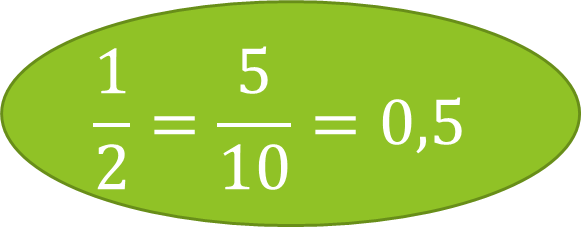 1/2 = 5/10 = 0,5